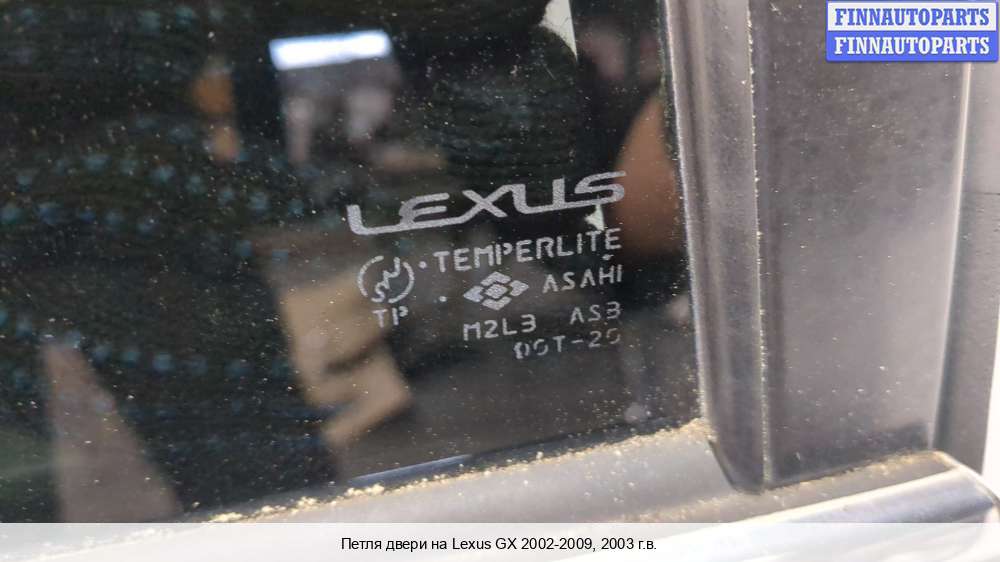 FINNAUTOPARTS
FINNAUTOPARTS
LEXUS
TEMPERLITE
ASAHI
TP
M2L3 AS3
DOT-20
Петля двери на Lexus GX 2002-2009, 2003 г.в.